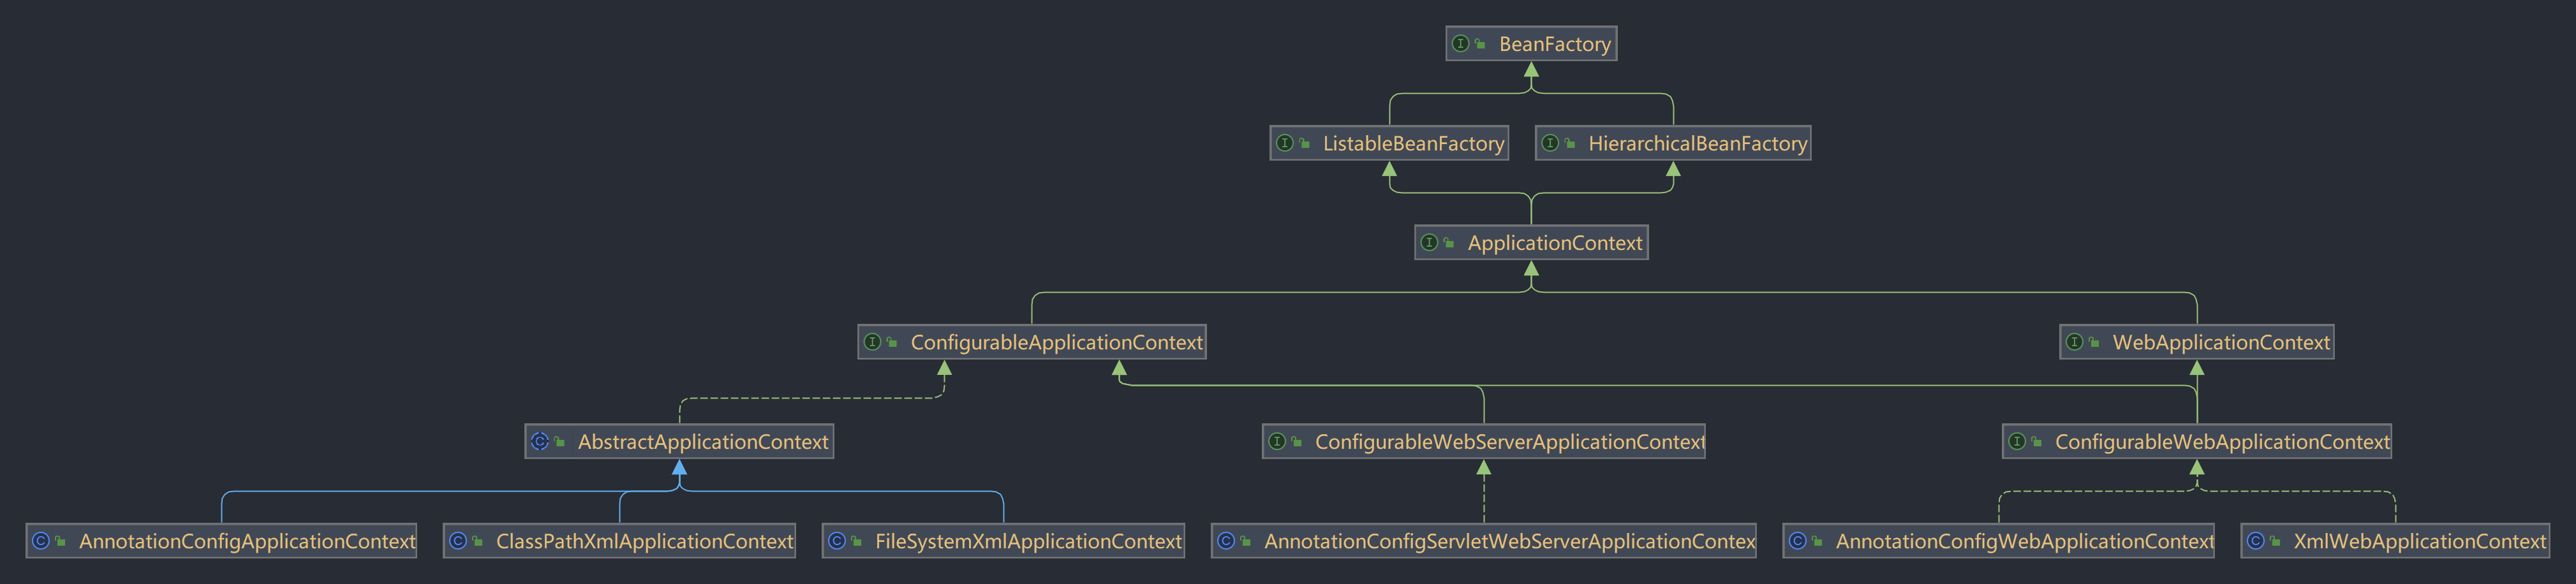 BeanFactory
ListableBeanFactory
HierarchicalBeanFactory
ApplicationContext
ConfigurableApplicationContext
WebApplicationContext
AbstractApplicationContext
ConfigurableWebServerApplicationContext
ConfigurableWebApplicationContext
AnnotationConfigApplicationContext
ClassPathXmlApplicationContext
FileSystemXmlApplicationContext
AnnotationConfigServletWebServerApplicationContex
AnnotationConfigWebApplicationContext
XmlWebApplicationContext